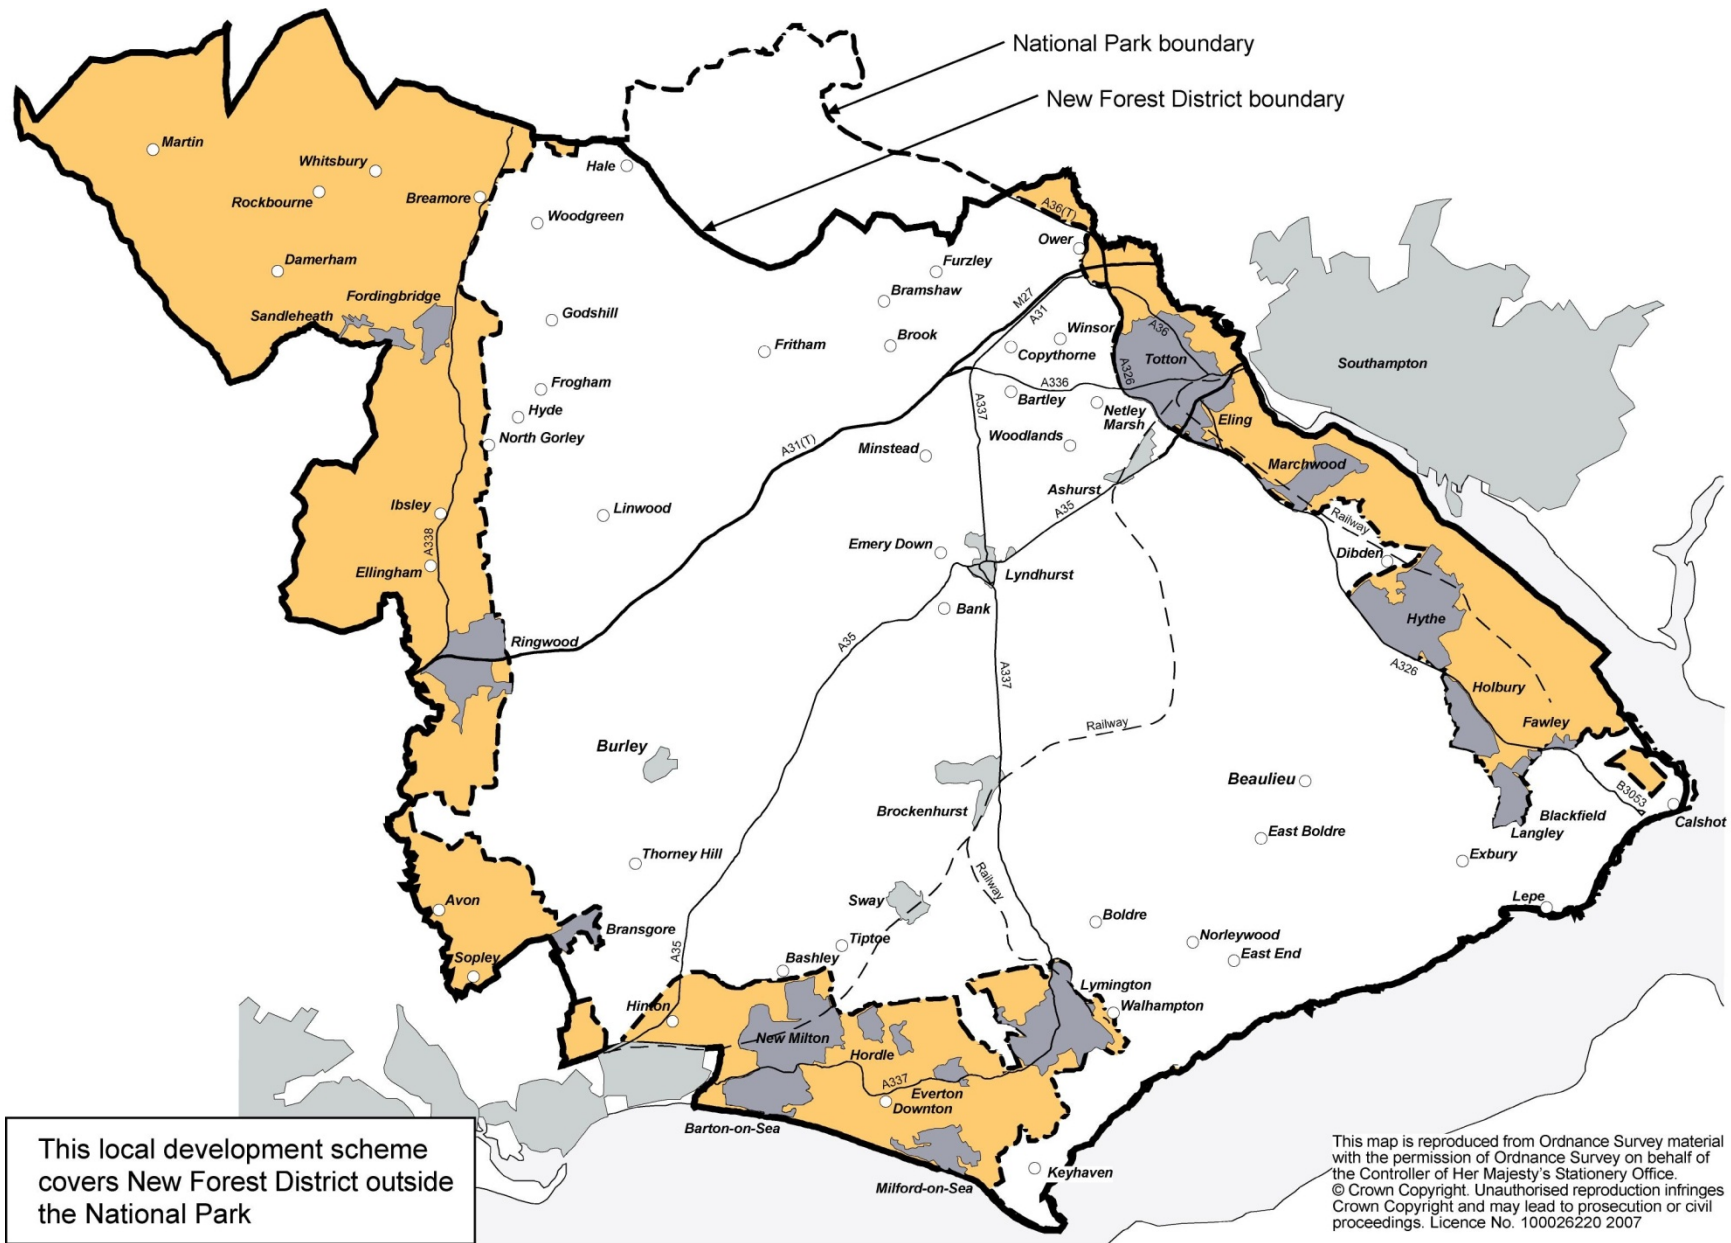 National Park boundary
New Forest District boundary
Martin
Whitsbury
Rockbourne
Breamore
Hale
Woodgreen
Damerham
Fordingbridge
Sandleheath
Godshill
Frogham
Hyde
North Gorley
Ibsley
A338
Ellingham
Linwood
Ringwood
A31(T)
Fritham
Furzley
Bramshaw
Brook
M27
A31
Ower
A36(T)
Winsor
Copythorne
A326
Totton
A36
A336
Bartley
A337
Netley
Marsh
Minstead
Woodlands
Eling
Southampton
Marchwood
Ashurst
A35
Railway
Dibden
Emery Down
Lyndhurst
Bank
A35
A337
Hythe
A326
Holbury
Fawley
Railway
Burley
Brockenhurst
Beaulieu
B3053
Blackfield
Langley
Calshot
East Boldre
Exbury
Thorney Hill
Railway
Sway
Avon
Bransgore
Sopley
A35
Tiptoe
Bashley
Boldre
Norleywood
East End
Lepe
Lymington
Walhampton
Hinton
New Milton
Hordle
A337
Everton
Downton
Barton-on-Sea
Milford-on-Sea
Keyhaven
This local development scheme
covers New Forest District outside
the National Park
This map is reproduced from Ordnance Survey material
with the permission of Ordnance Survey on behalf of
the Controller of Her Majesty's Stationery Office.
© Crown Copyright. Unauthorised reproduction infringes
Crown Copyright and may lead to prosecution or civil
proceedings. Licence No. 100026220 2007